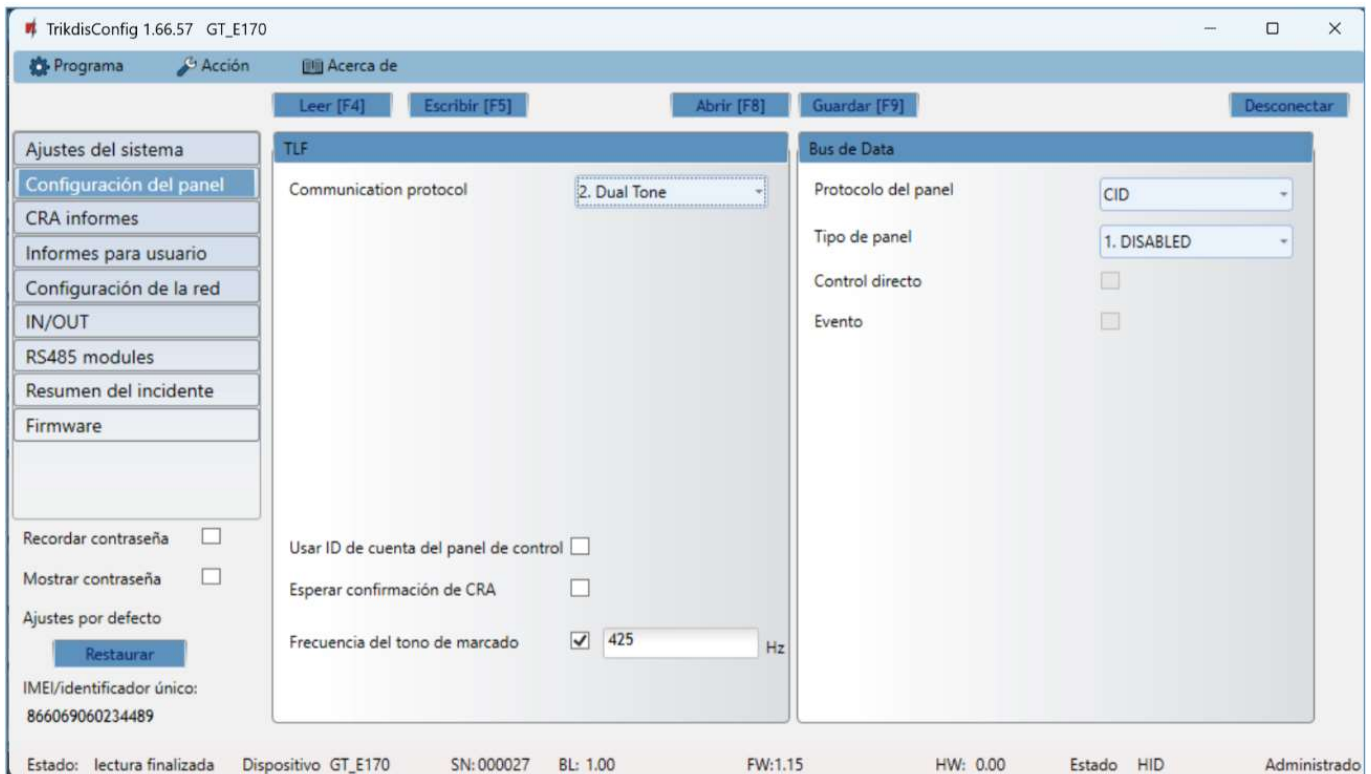 TrikdisConfig 1.66.57 GT_E170
Programa Acción Acerca de
Leer [F4] Escribir [F5] Abrir [F8] Guardar [F9] Desconectar
Ajustes del sistema
Configuración del panel
CRA informes
Informes para usuario
Configuración de la red
IN/OUT
RS485 modules
Resumen del incidente
Firmware
Recordar contraseña
Mostrar contraseña
Ajustes por defecto
Restaurar
IMEI/identificador único:
866069060234489
TLF
Communication protocol 2. Dual Tone
Usar ID de cuenta del panel de control
Esperar confirmación de CRA
Frecuencia del tono de marcado 425 Hz
Bus de Data
Protocolo del panel CID
Tipo de panel 1. DISABLED
Control directo
Evento
Estado: lectura finalizada Dispositivo GT_E170 SN:000027 BL: 1.00 FW:1.15 HW: 0.00 Estado HID Administrado